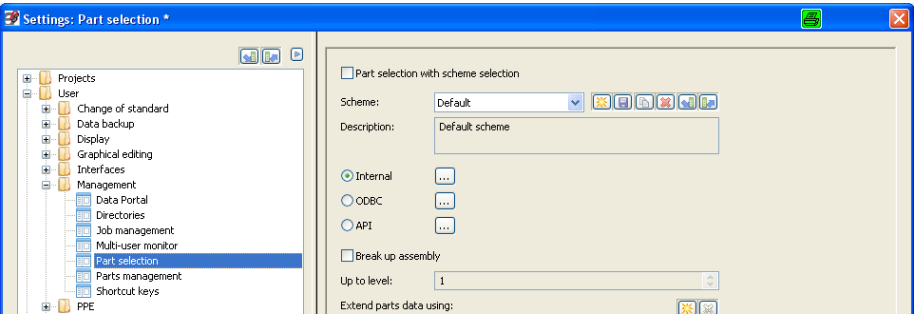 Settings: Part selection *
Projects
User
Change of standard
Data backup
Display
Graphical editing
Interfaces
Management
Data Portal
Directories
Job management
Multi-user monitor
Part selection
Parts management
Shortcut keys
PPE
Part selection with scheme selection
Scheme:
Default
Description:
Default scheme
Internal
...
ODBC
...
API
...
Break up assembly
Up to level:
1
Extend parts data using: